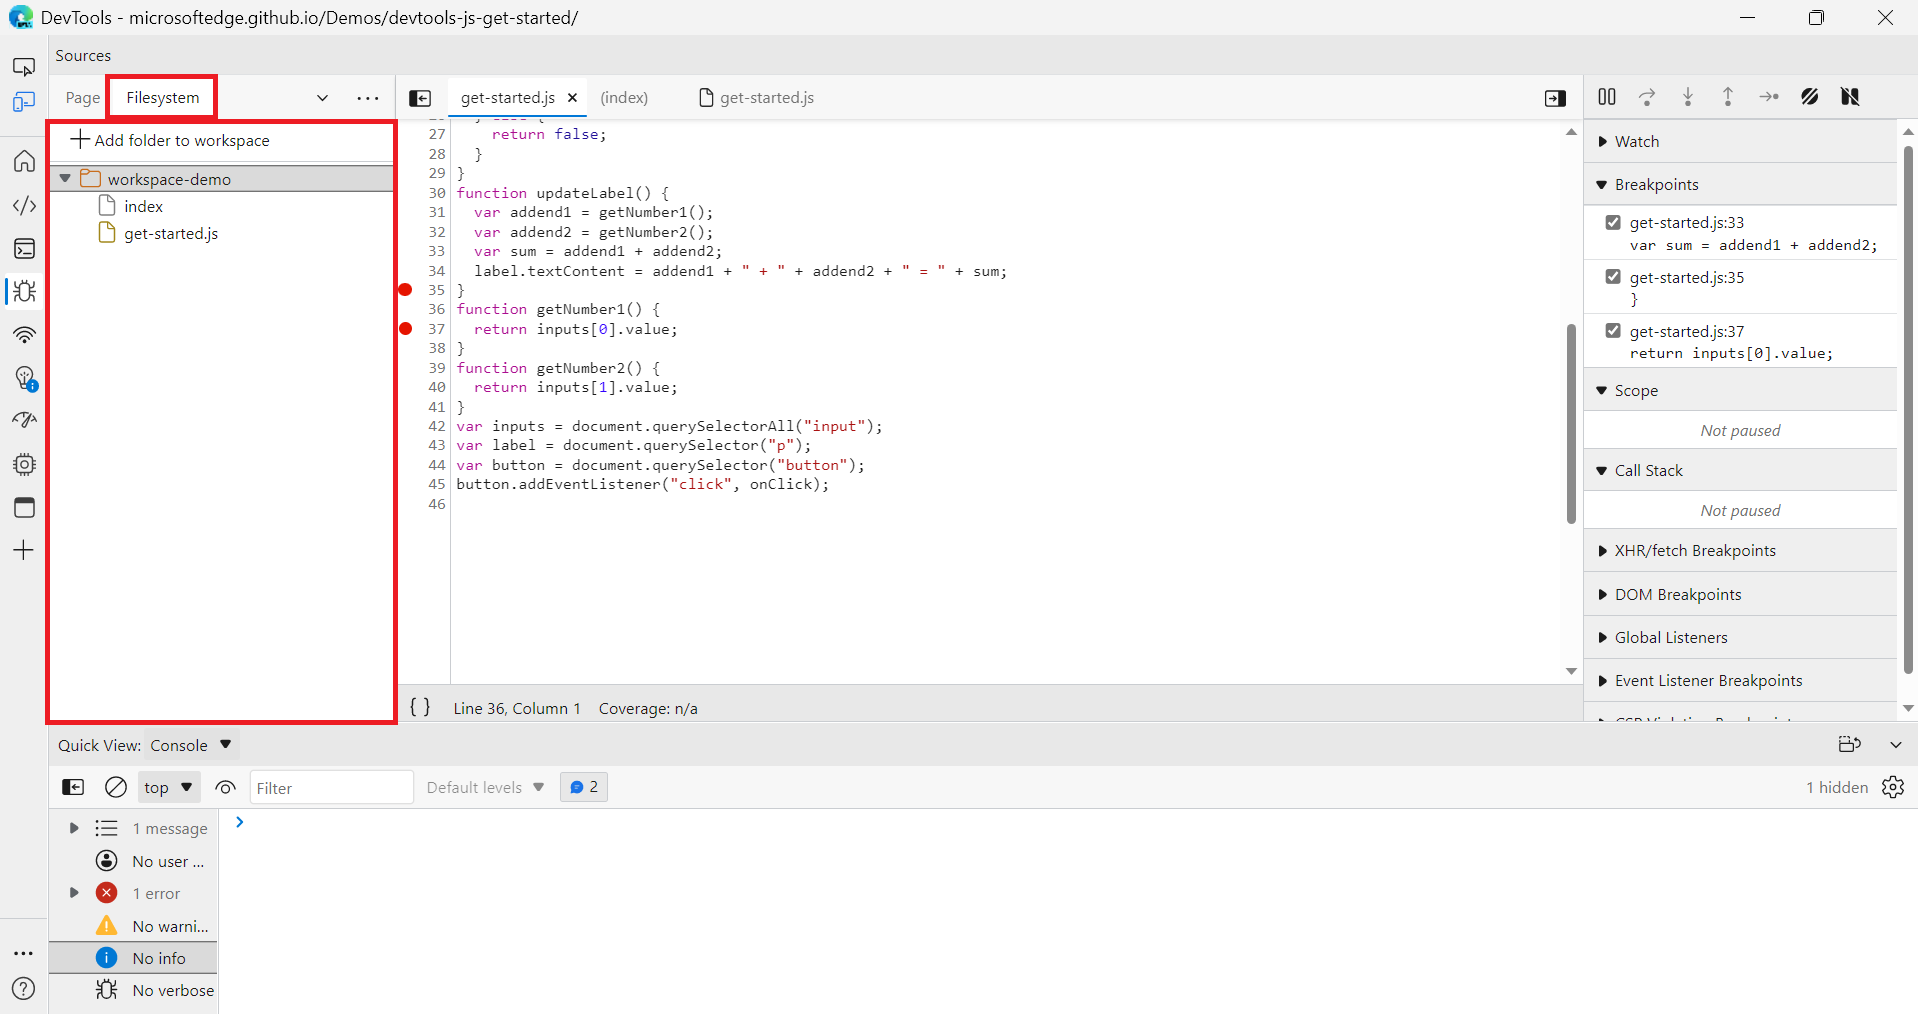 DevTools - microsoftedge.github.io/Demos/devtools-js-get-started/
Sources
Page Filesystem
get-started.js (index) get-started.js
Add folder to workspace
workspace-demo
index
get-started.js
27 return false;
28 }
29 }
30 function updateLabel() {
31 var addend1 = getNumber1();
32 var addend2 = getNumber2();
33 var sum = addend1 + addend2;
34 label.textContent = addend1 + " + " + addend2 + " = " + sum;
35 }
36 function getNumber1() {
37 return inputs[0].value;
38 }
39 function getNumber2() {
40 return inputs[1].value;
41 }
42 var inputs = document.querySelectorAll("input");
43 var label = document.querySelector("p");
44 var button = document.querySelector("button");
45 button.addEventListener("click", onClick);
46
{ } Line 36, Column 1 Coverage: n/a
Watch
Breakpoints
get-started.js:33
var sum = addend1 + addend2;
get-started.js:35
}
get-started.js:37
return inputs[0].value;
Scope
Not paused
Call Stack
Not paused
XHR/fetch Breakpoints
DOM Breakpoints
Global Listeners
Event Listener Breakpoints
Quick View: Console
top Filter Default levels 2 1 hidden
1 message
No user ...
1 error
No warni...
No info
No verbose